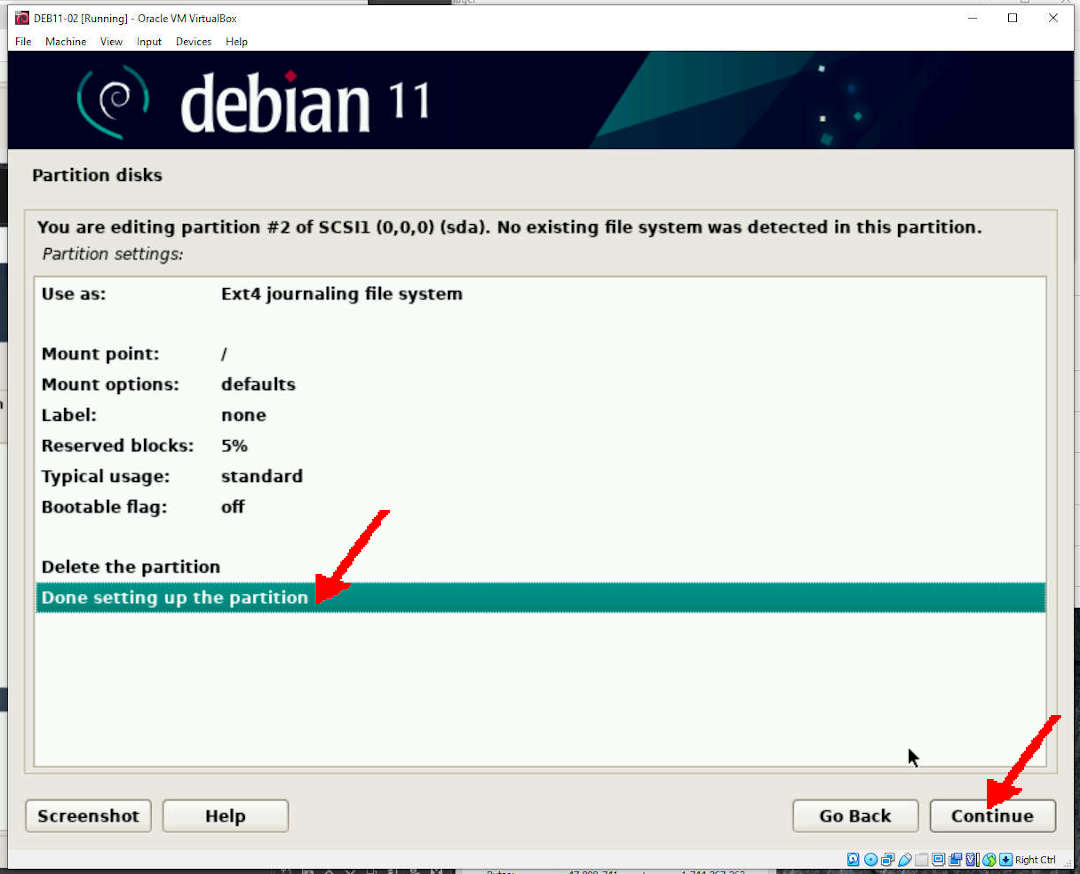 DEB11-02 [Running] - Oracle VM VirtualBox
File Machine View Input Devices Help
debian 11
Partition disks
You are editing partition #2 of SCSI1 (0,0,0) (sda). No existing file system was detected in this partition.
Partition settings:
Use as: Ext4 journaling file system
Mount point: /
Mount options: defaults
Label: none
Reserved blocks: 5%
Typical usage: standard
Bootable flag: off
Delete the partition
Done setting up the partition
Screenshot Help Go Back Continue
Right Ctrl